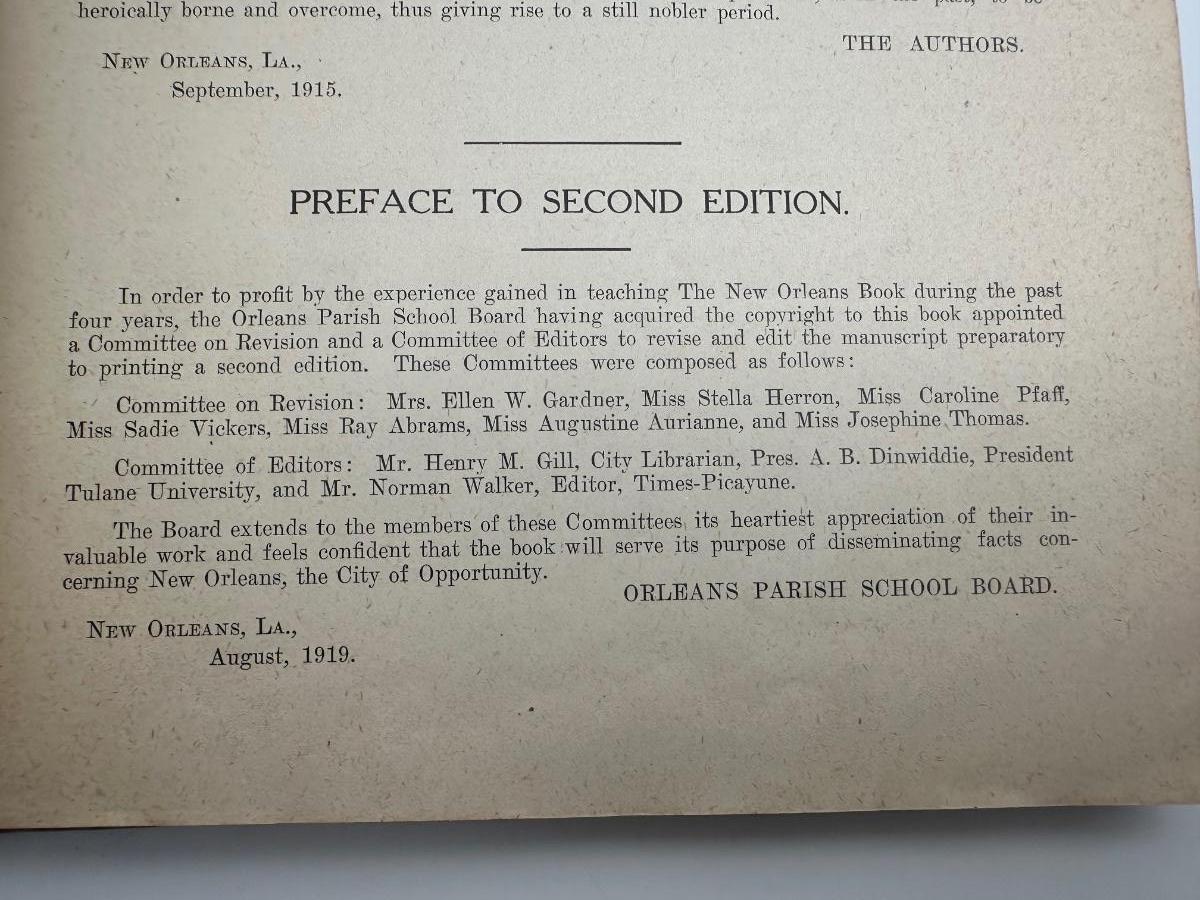 heroically borne and overcome, thus giving rise to a still nobler period.
THE AUTHORS.
New Orleans, La.,
September, 1915.
PREFACE TO SECOND EDITION.
In order to profit by the experience gained in teaching The New Orleans Book during the past
four years, the Orleans Parish School Board having acquired the copyright to this book appointed
a Committee on Revision and a Committee of Editors to revise and edit the manuscript preparatory
to printing a second edition. These Committees were composed as follows:
Committee on Revision: Mrs. Ellen W. Gardner, Miss Stella Herron, Miss Caroline Pfaff,
Miss Sadie Vickers, Miss Ray Abrams, Miss Augustine Aurianne, and Miss Josephine Thomas.
Committee of Editors: Mr. Henry M. Gill, City Librarian, Pres. A. B. Dinwiddie, President
Tulane University, and Mr. Norman Walker, Editor, Times-Picayune.
The Board extends to the members of these Committees its heartiest appreciation of their in-
valuable work and feels confident that the book will serve its purpose of disseminating facts con-
cerning New Orleans, the City of Opportunity.
ORLEANS PARISH SCHOOL BOARD.
New Orleans, La.,
August, 1919.